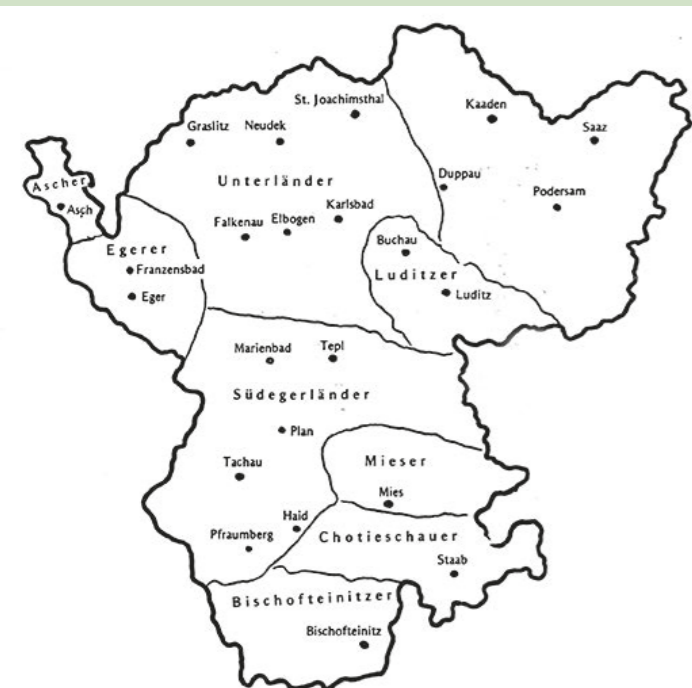 St. Joachimsthal
Kaaden
Graslitz
Neudek
Saaz
Ascher
Unterländer
Duppau
Asch
Karlsbad
Podersam
Falkenau
Elbogen
Buchau
Egerer
Franzensbad
Luditzer
Eger
Luditz
Marienbad
Tepl
Südegerländer
Plan
Tachau
Mieser
Mies
Haid
Pfraumberg
Chotieschauer
Staab
Bischofteinitzer
Bischofteinitz